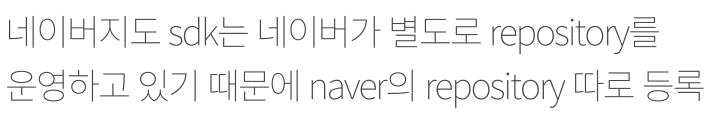 네이버지도 sdk는 네이버가 별도로 repository를
운영하고 있기 때문에 naver의 repository 따로 등록